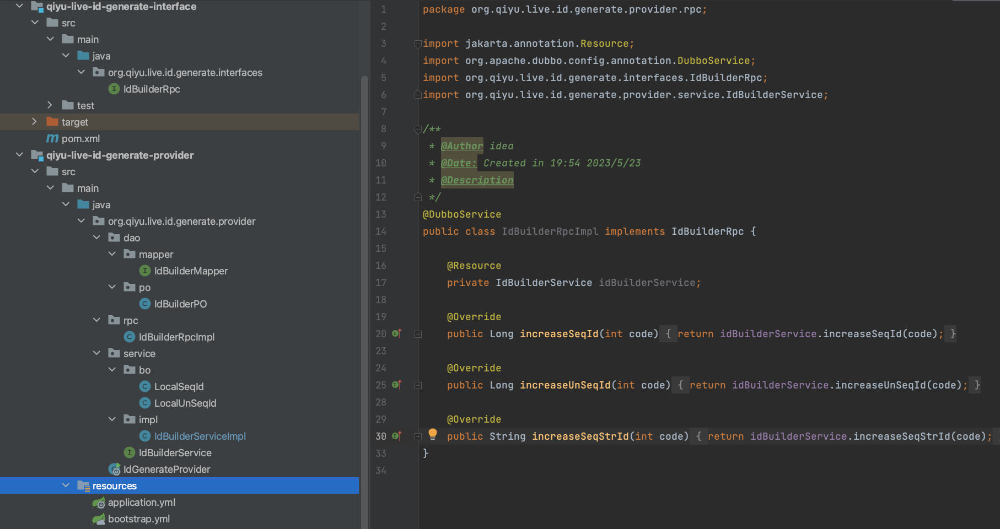 qiyu-live-id-generate-interface
src
main
java
org.qiyu.live.id.generate.interfaces
IdBuilderRpc
test
target
pom.xml
qiyu-live-id-generate-provider
src
main
java
org.qiyu.live.id.generate.provider
dao
mapper
IdBuilderMapper
po
IdBuilderPO
rpc
IdBuilderRpcImpl
service
bo
LocalSeqId
LocalUnSeqId
impl
IdBuilderServiceImpl
IdBuilderService
IdGenerateProvider
resources
application.yml
bootstrap.yml
1 package org.qiyu.live.id.generate.provider.rpc;
2
3 import jakarta.annotation.Resource;
4 import org.apache.dubbo.config.annotation.DubboService;
5 import org.qiyu.live.id.generate.interfaces.IdBuilderRpc;
6 import org.qiyu.live.id.generate.provider.service.IdBuilderService;
7
8 /**
9 * @Author idea
10 * @Date: Created in 19:54 2023/5/23
11 * @Description
12 */
13 @DubboService
14 public class IdBuilderRpcImpl implements IdBuilderRpc {
15
16 @Resource
17 private IdBuilderService idBuilderService;
18
19 @Override
20 public Long increaseSeqId(int code) { return idBuilderService.increaseSeqId(code); }
23
24 @Override
25 public Long increaseUnSeqId(int code) { return idBuilderService.increaseUnSeqId(code); }
28
29 @Override
30 public String increaseSeqStrId(int code) { return idBuilderService.increaseSeqStrId(code);
33 }
34